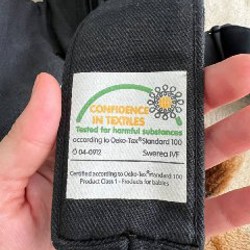 CONFIDENCE
IN TEXTILES
Tested for harmful substances
according to Oeko-Tex® Standard 100
04-0912 Swerea IVF
Certified according to Oeko-Tex® standard 100
Product Class 1 - Products for babies